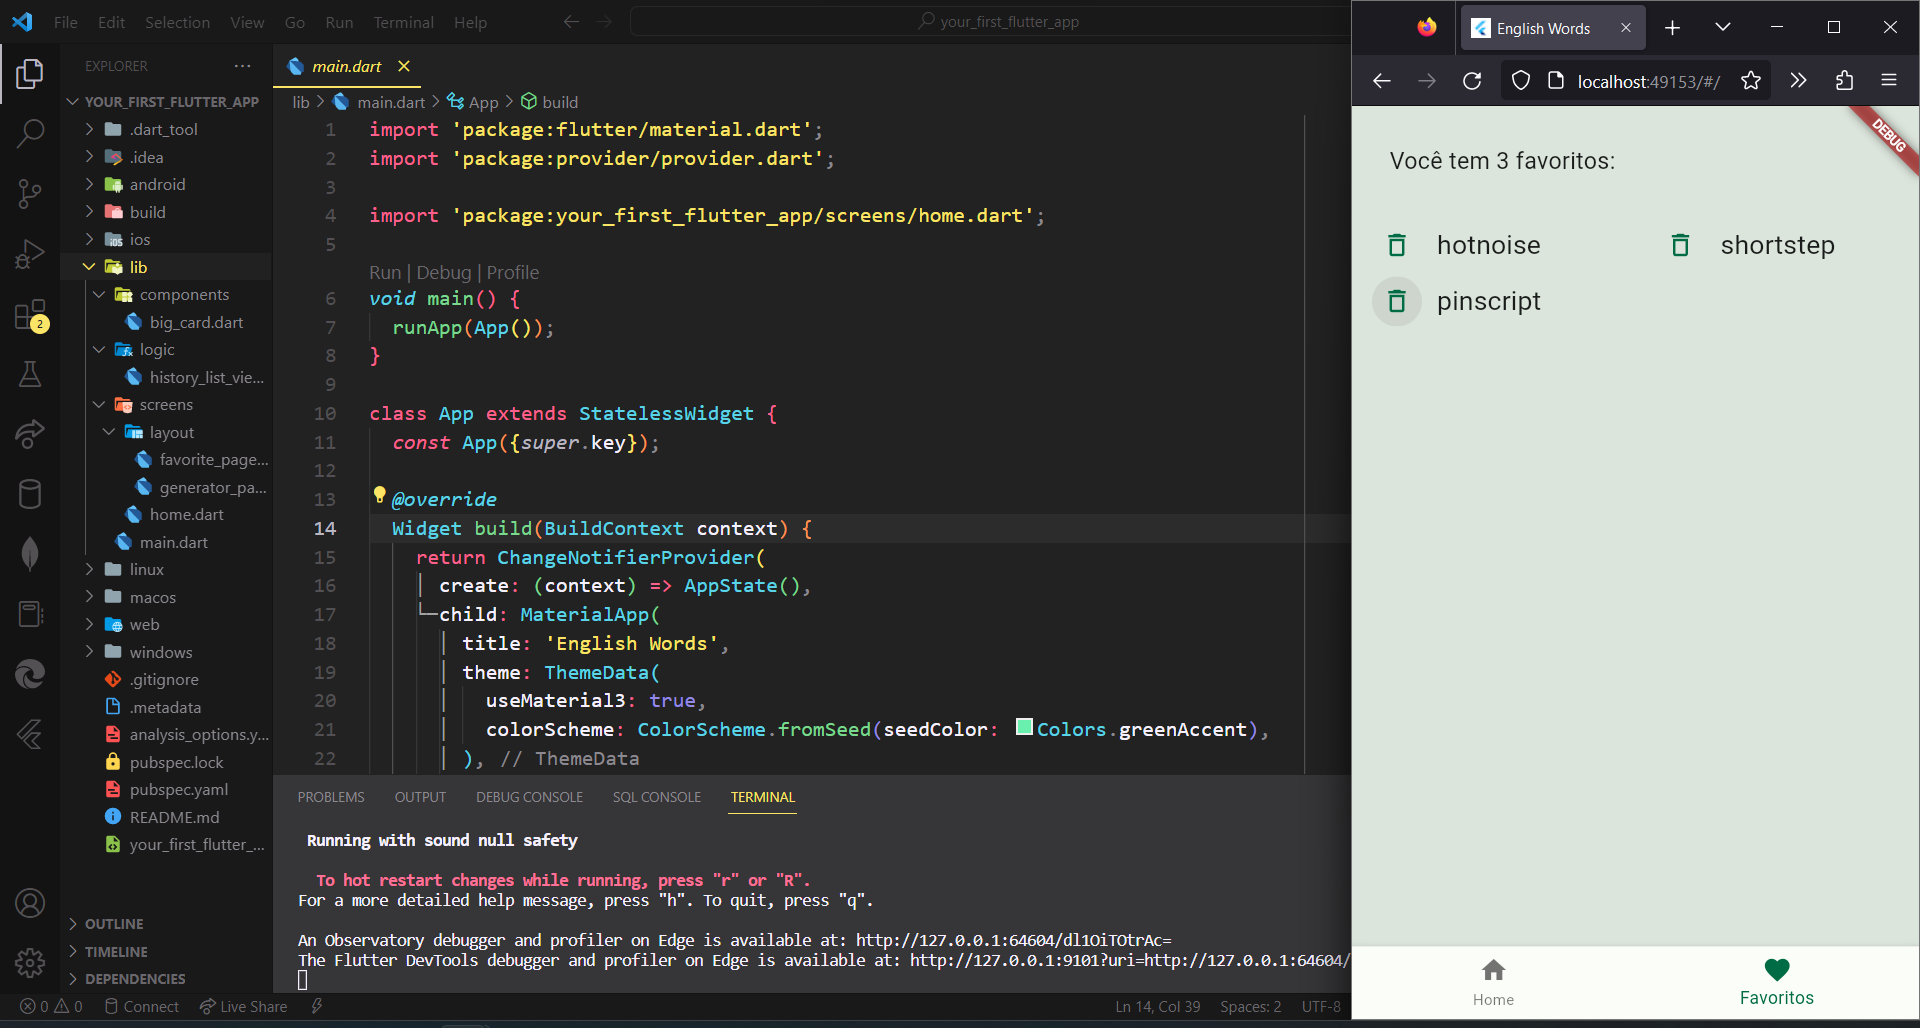 File Edit Selection View Go Run Terminal Help
your_first_flutter_app
EXPLORER
YOUR_FIRST_FLUTTER_APP
.dart_tool
.idea
android
build
ios
lib
components
big_card.dart
logic
history_list_vie...
screens
layout
favorite_page...
generator_pa...
home.dart
main.dart
linux
macos
web
windows
.gitignore
.metadata
analysis_options.y...
pubspec.lock
pubspec.yaml
README.md
your_first_flutter_...
OUTLINE
TIMELINE
DEPENDENCIES
2
main.dart
lib > main.dart > App > build
1 import 'package:flutter/material.dart';
2 import 'package:provider/provider.dart';
3
4 import 'package:your_first_flutter_app/screens/home.dart';
5
Run | Debug | Profile
6 void main() {
7 runApp(App());
8 }
9
10 class App extends StatelessWidget {
11 const App({super.key});
12
13 @override
14 Widget build(BuildContext context) {
15 return ChangeNotifierProvider(
16 create: (context) => AppState(),
17 child: MaterialApp(
18 title: 'English Words',
19 theme: ThemeData(
20 useMaterial3: true,
21 colorScheme: ColorScheme.fromSeed(seedColor: Colors.greenAccent),
22 ), // ThemeData
PROBLEMS OUTPUT DEBUG CONSOLE SQL CONSOLE TERMINAL
Running with sound null safety
To hot restart changes while running, press "r" or "R".
For a more detailed help message, press "h". To quit, press "q".
An Observatory debugger and profiler on Edge is available at: http://127.0.0.1:64604/dl1OiTOtrAc=
The Flutter DevTools debugger and profiler on Edge is available at: http://127.0.0.1:9101?uri=http://127.0.0.1:64604/
0 0 Connect Live Share
Ln 14, Col 39 Spaces: 2 UTF-8
English Words
localhost:49153/#/
DEBUG
Você tem 3 favoritos:
hotnoise shortstep
pinscript
Home Favoritos